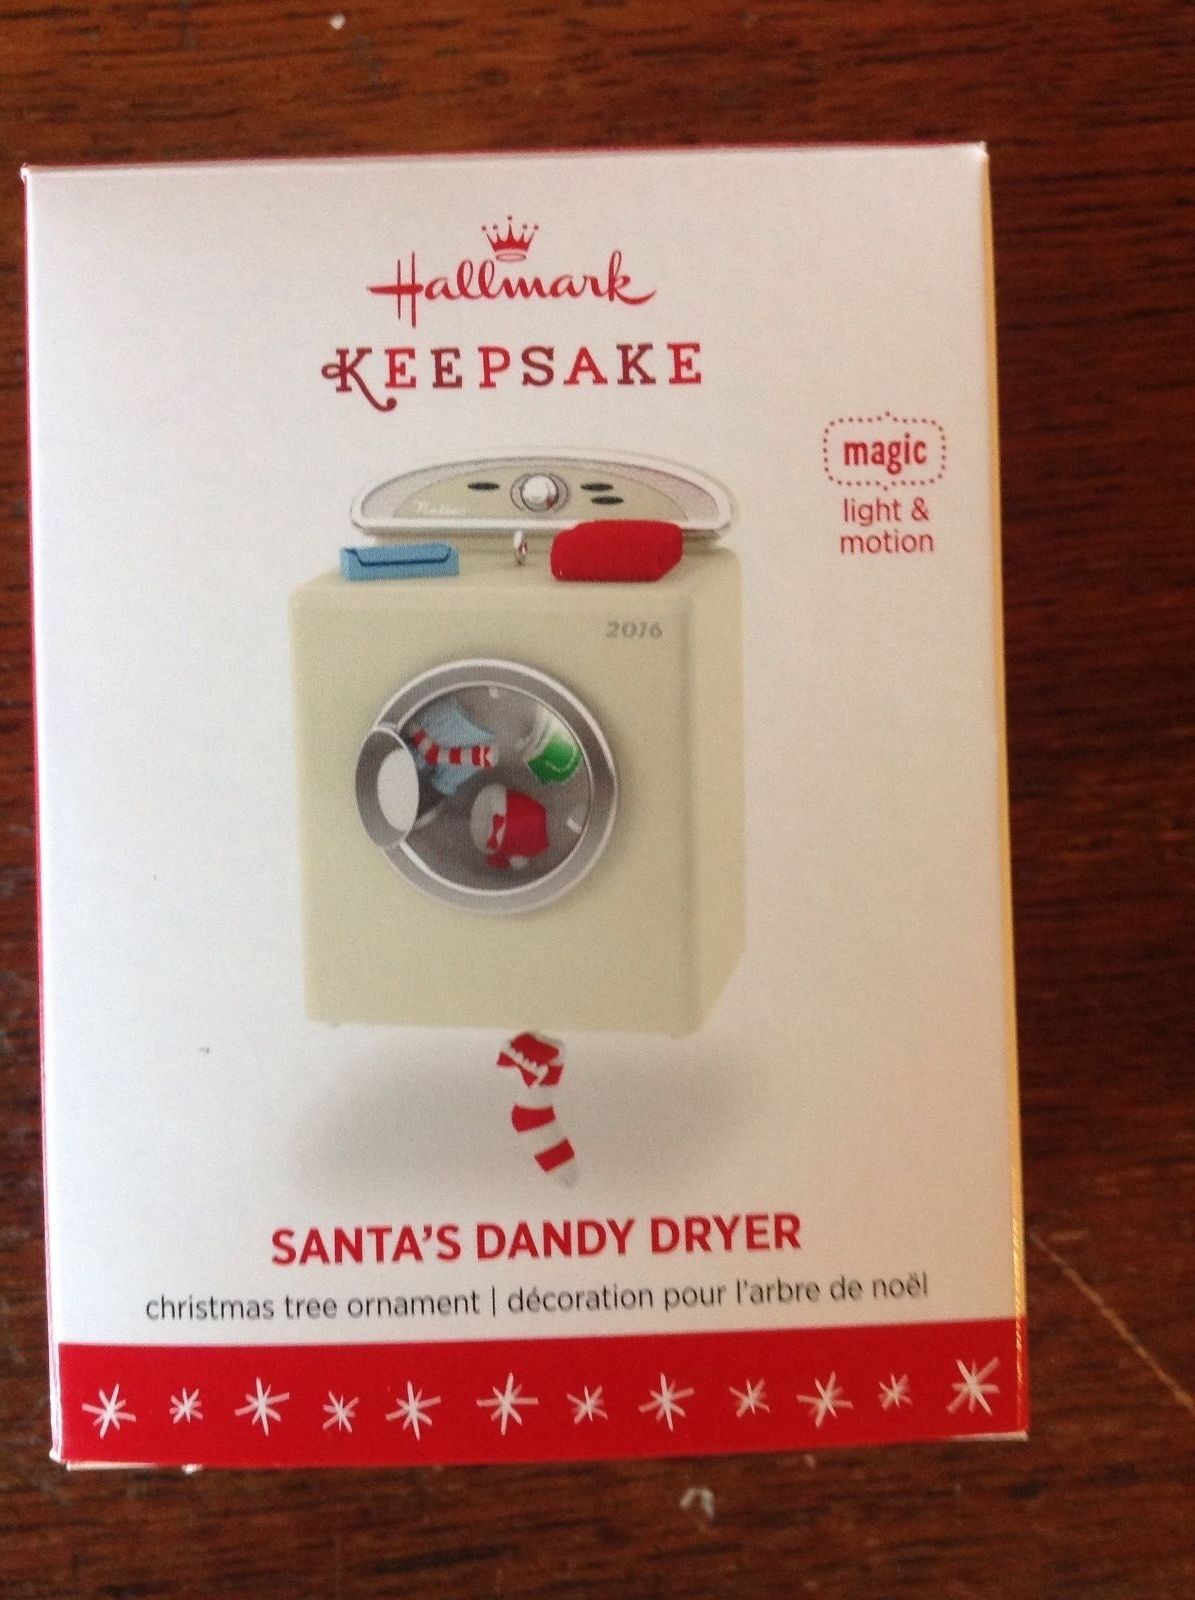 Hallmark
KEEPSAKE
magic
light &
motion
2016
SANTA'S DANDY DRYER
christmas tree ornament | décoration pour l'arbre de noël